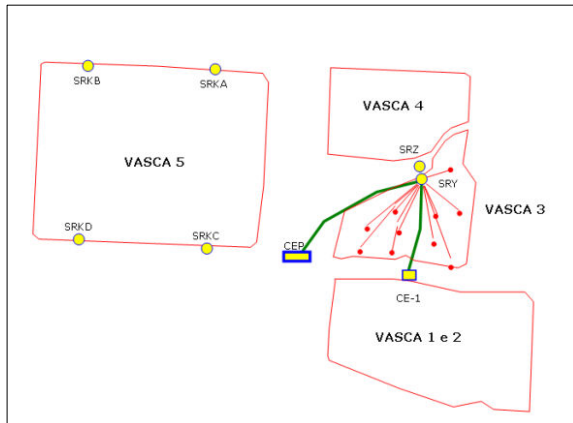 SRKB
SRKA
VASCA 4
SRZ
VASCA 5
SRY
VASCA 3
SRKD
SRKC
CEP
CE-1
VASCA 1 e 2